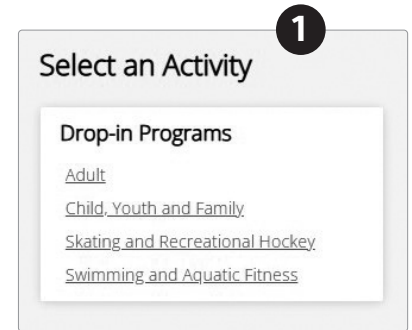 1
Select an Activity
Drop-in Programs
Adult
Child, Youth and Family
Skating and Recreational Hockey
Swimming and Aquatic Fitness